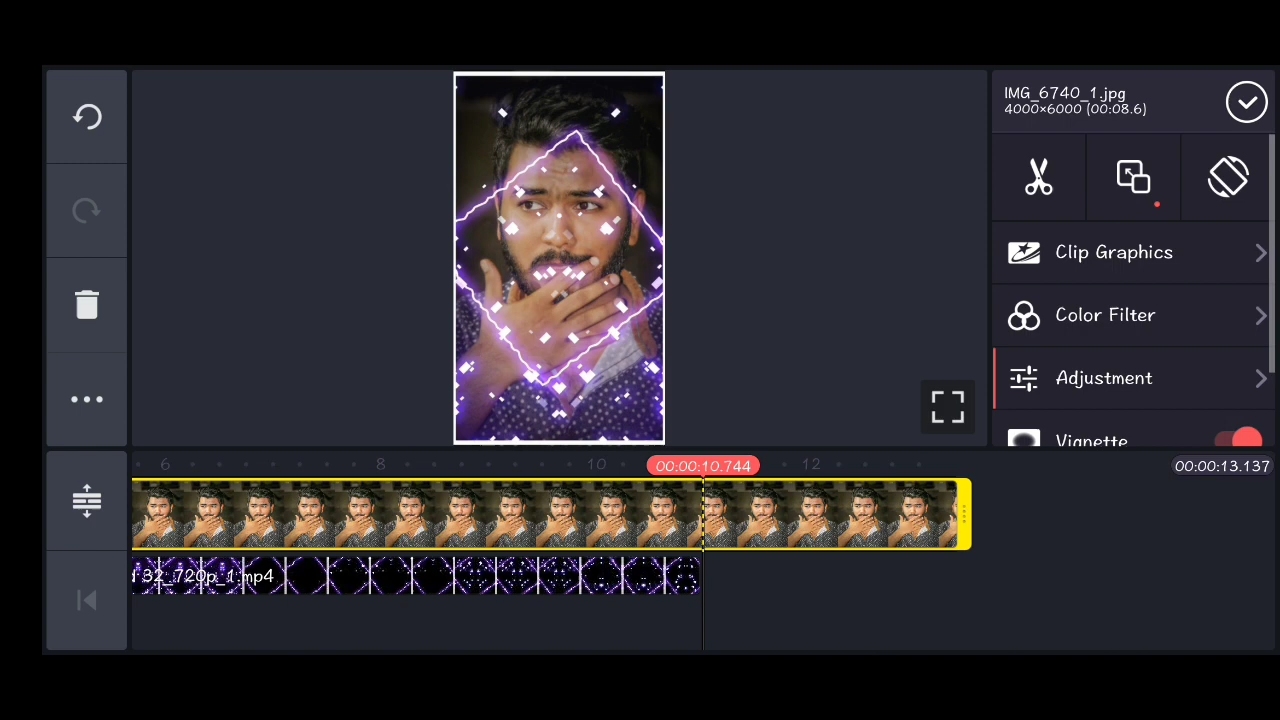 IMG_6740_1.jpg
4000×6000 (00:08.6)
Clip Graphics
Color Filter
Adjustment
Vignette
6
8
10
12
00:00:10.744
00:00:13.137
d 32_720p_1.mp4